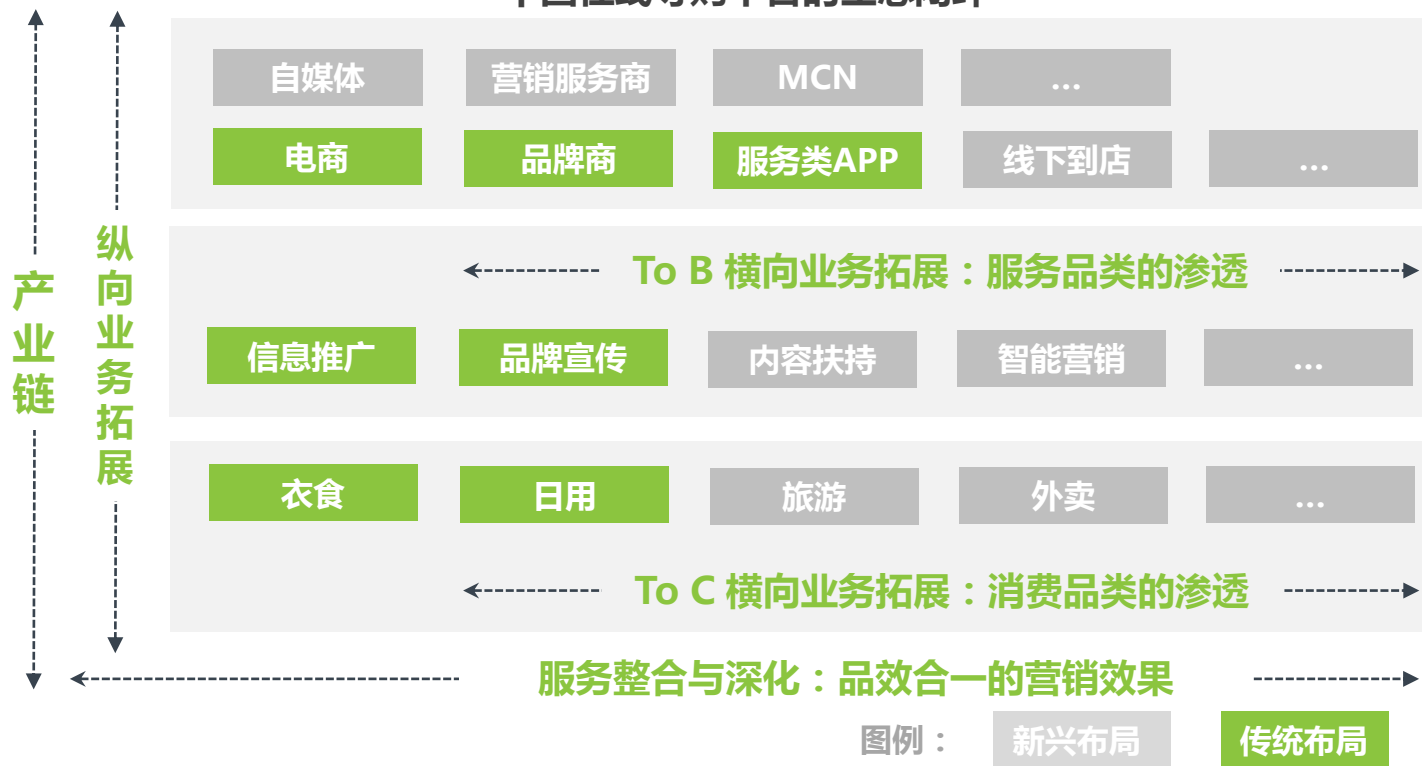 自媒体
营销服务商
MCN
...
电商
品牌商
服务类APP
线下到店
...
产业链
纵向业务拓展
To B 横向业务拓展：服务品类的渗透
信息推广
品牌宣传
内容扶持
智能营销
...
衣食
日用
旅游
外卖
...
To C 横向业务拓展：消费品类的渗透
服务整合与深化：品效合一的营销效果
图例：
新兴布局
传统布局